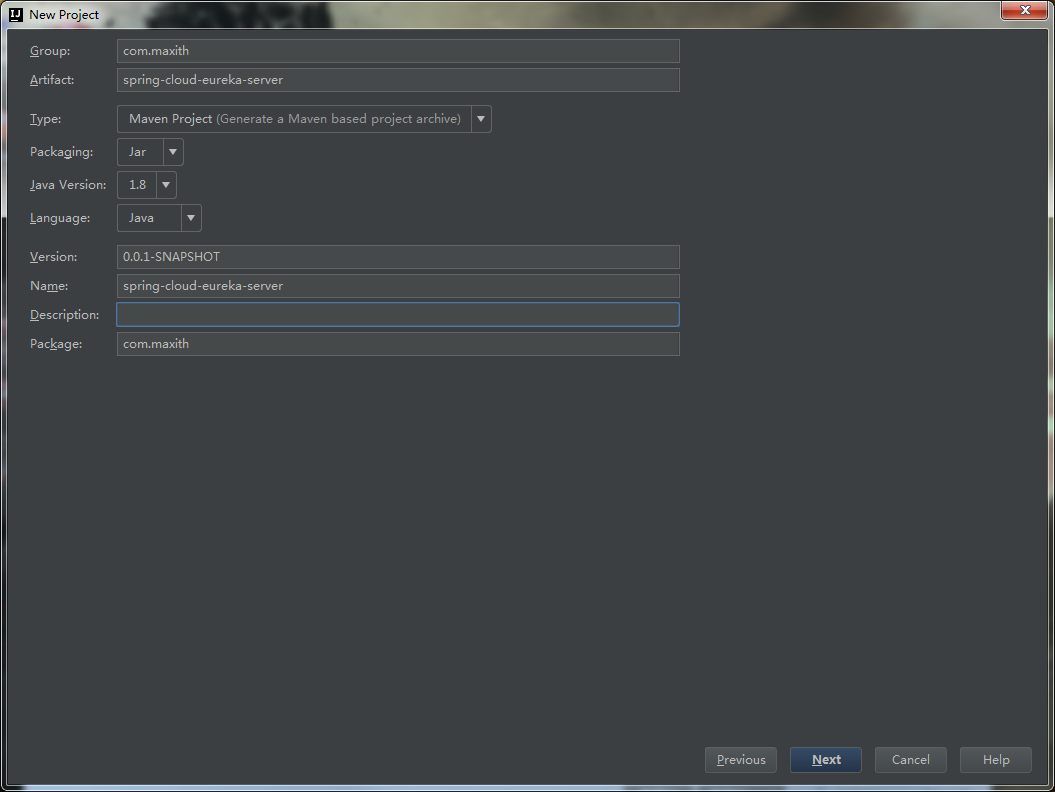 IJ New Project
Group: com.maxith
Artifact: spring-cloud-eureka-server
Type: Maven Project (Generate a Maven based project archive)
Packaging: Jar
Java Version: 1.8
Language: Java
Version: 0.0.1-SNAPSHOT
Name: spring-cloud-eureka-server
Description:
Package: com.maxith
Previous Next Cancel Help